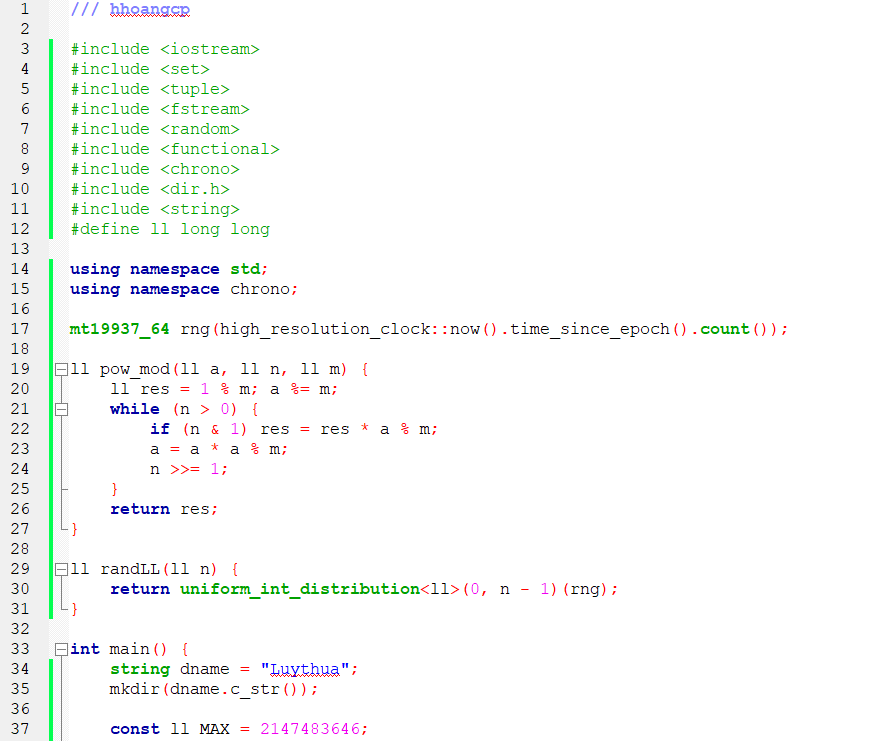 1 /// hhoangcp
2
3 #include <iostream>
4 #include <set>
5 #include <tuple>
6 #include <fstream>
7 #include <random>
8 #include <functional>
9 #include <chrono>
10 #include <dir.h>
11 #include <string>
12 #define ll long long
13
14 using namespace std;
15 using namespace chrono;
16
17 mt19937_64 rng(high_resolution_clock::now().time_since_epoch().count());
18
19 ll pow_mod(ll a, ll n, ll m) {
20     ll res = 1 % m; a %= m;
21     while (n > 0) {
22         if (n & 1) res = res * a % m;
23         a = a * a % m;
24         n >>= 1;
25     }
26     return res;
27 }
28
29 ll randLL(ll n) {
30     return uniform_int_distribution<ll>(0, n - 1)(rng);
31 }
32
33 int main() {
34     string dname = "Luythua";
35     mkdir(dname.c_str());
36
37     const ll MAX = 2147483646;